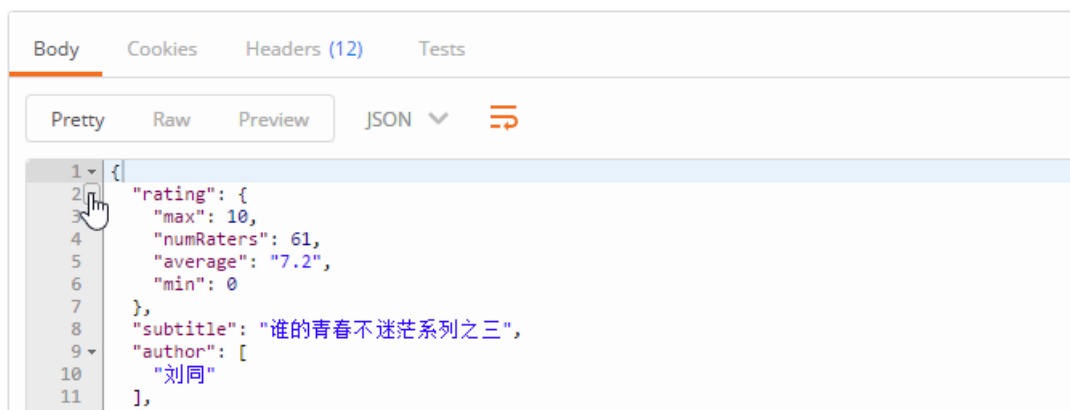 Body Cookies Headers (12) Tests
Pretty Raw Preview JSON
1 {
2 "rating": {
3 "max": 10,
4 "numRaters": 61,
5 "average": "7.2",
6 "min": 0
7 },
8 "subtitle": "谁的青春不迷茫系列之三",
9 "author": [
10 "刘同"
11 ],